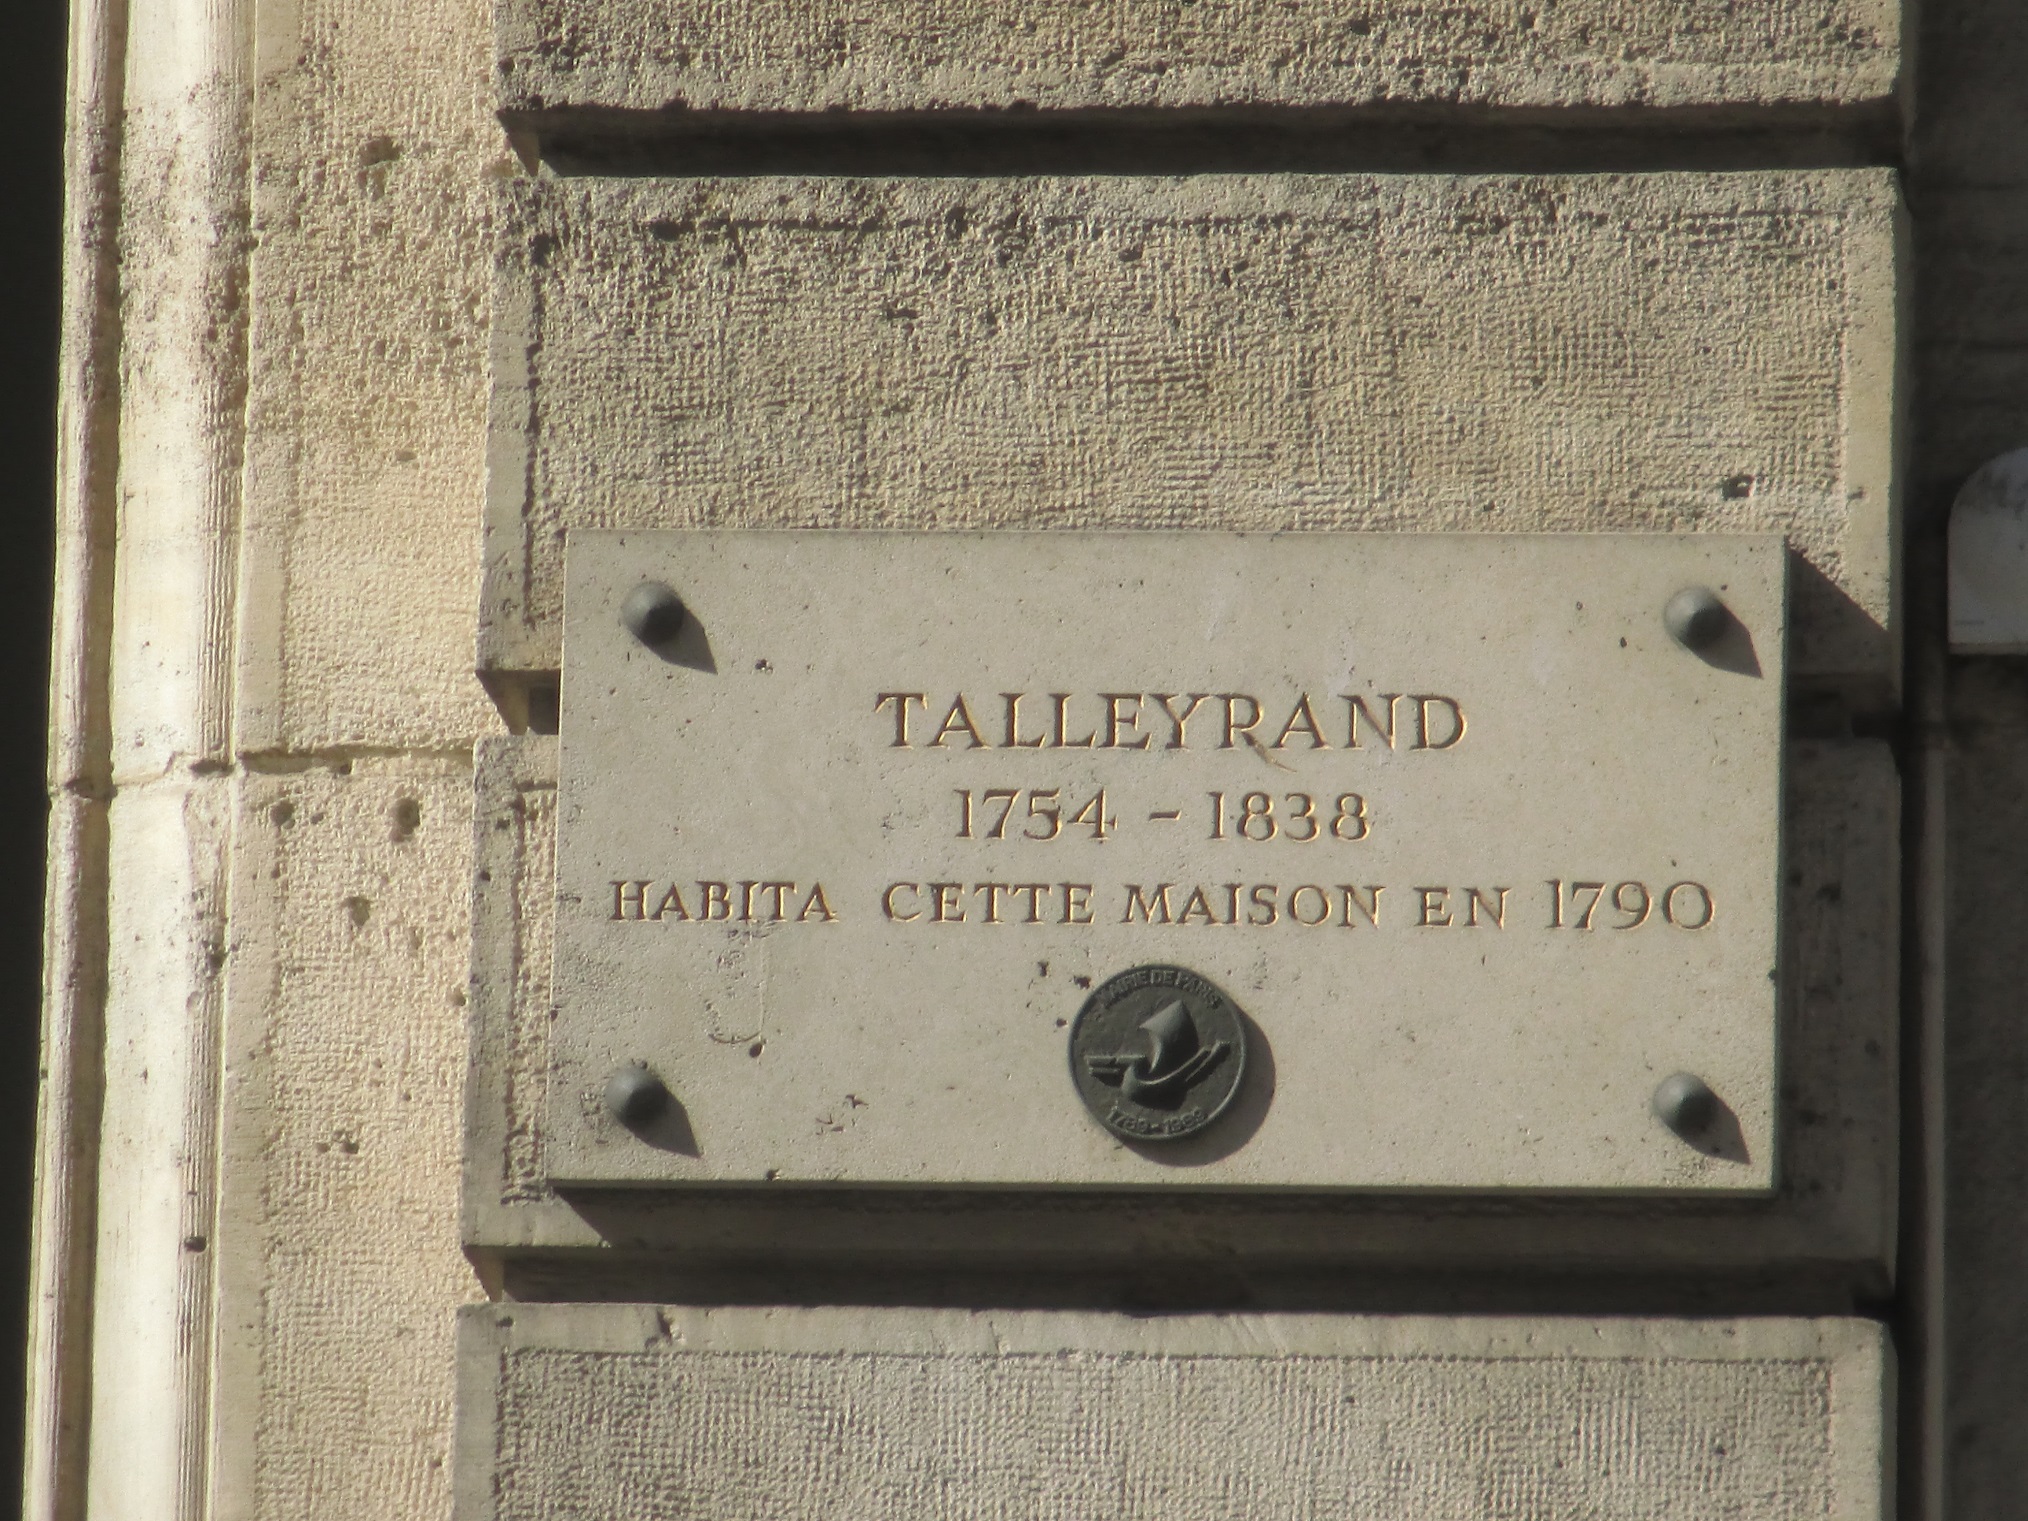 TALLEYRAND
1754 - 1838
HABITA CETTE MAISON EN 1790
MAIRIE DE PARIS
1789-1989